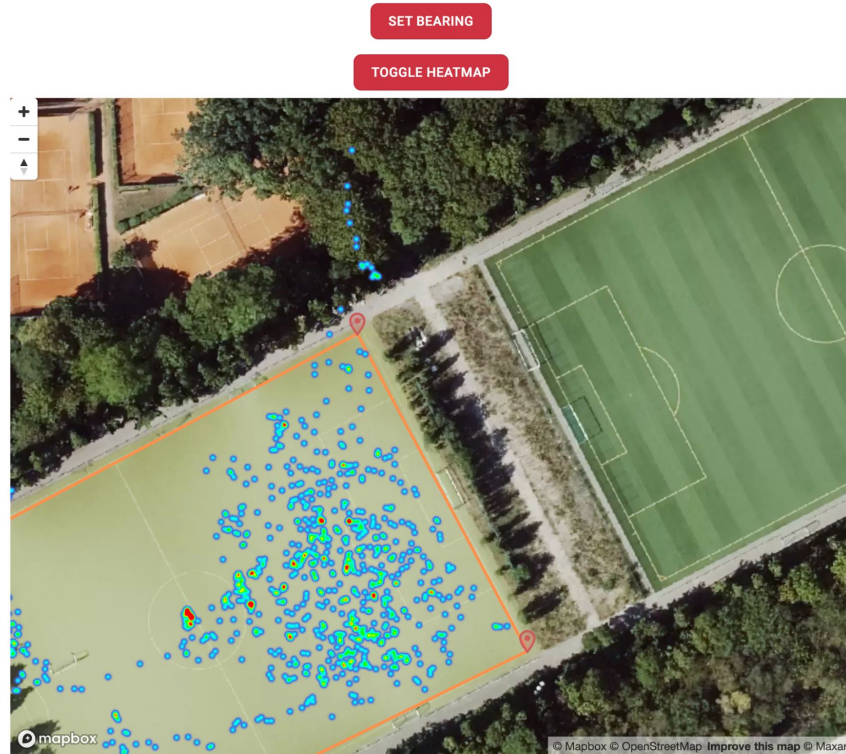 SET BEARING
TOGGLE HEATMAP
+
−
mapbox
© Mapbox © OpenStreetMap Improve this map © Maxar